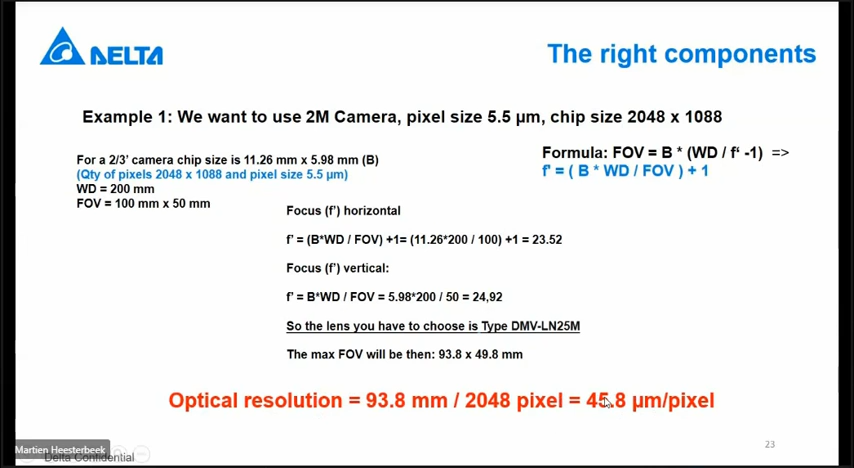 DELTA
The right components
Example 1: We want to use 2M Camera, pixel size 5.5 µm, chip size 2048 x 1088
For a 2/3' camera chip size is 11.26 mm x 5.98 mm (B)
(Qty of pixels 2048 x 1088 and pixel size 5.5 µm)
WD = 200 mm
FOV = 100 mm x 50 mm
Formula: FOV = B * (WD / f' -1) =>
f' = ( B * WD / FOV ) + 1
Focus (f') horizontal
f' = (B*WD / FOV) +1= (11.26*200 / 100) +1 = 23.52
Focus (f') vertical:
f' = B*WD / FOV = 5.98*200 / 50 = 24,92
So the lens you have to choose is Type DMV-LN25M
The max FOV will be then: 93.8 x 49.8 mm
Optical resolution = 93.8 mm / 2048 pixel = 45.8 µm/pixel
23
Martien Heesterbeek
Delta Confidential